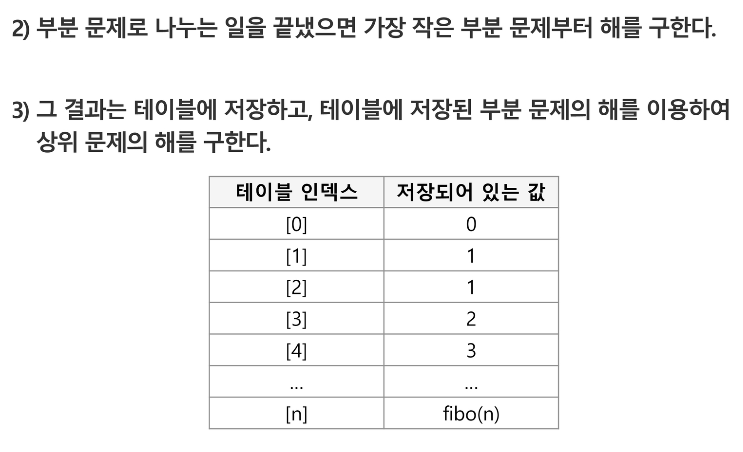 2) 부분 문제로 나누는 일을 끝냈으면 가장 작은 부분 문제부터 해를 구한다.
3) 그 결과는 테이블에 저장하고, 테이블에 저장된 부분 문제의 해를 이용하여
상위 문제의 해를 구한다.
테이블 인덱스 저장되어 있는 값
[0] 0
[1] 1
[2] 1
[3] 2
[4] 3
... ...
[n] fibo(n)